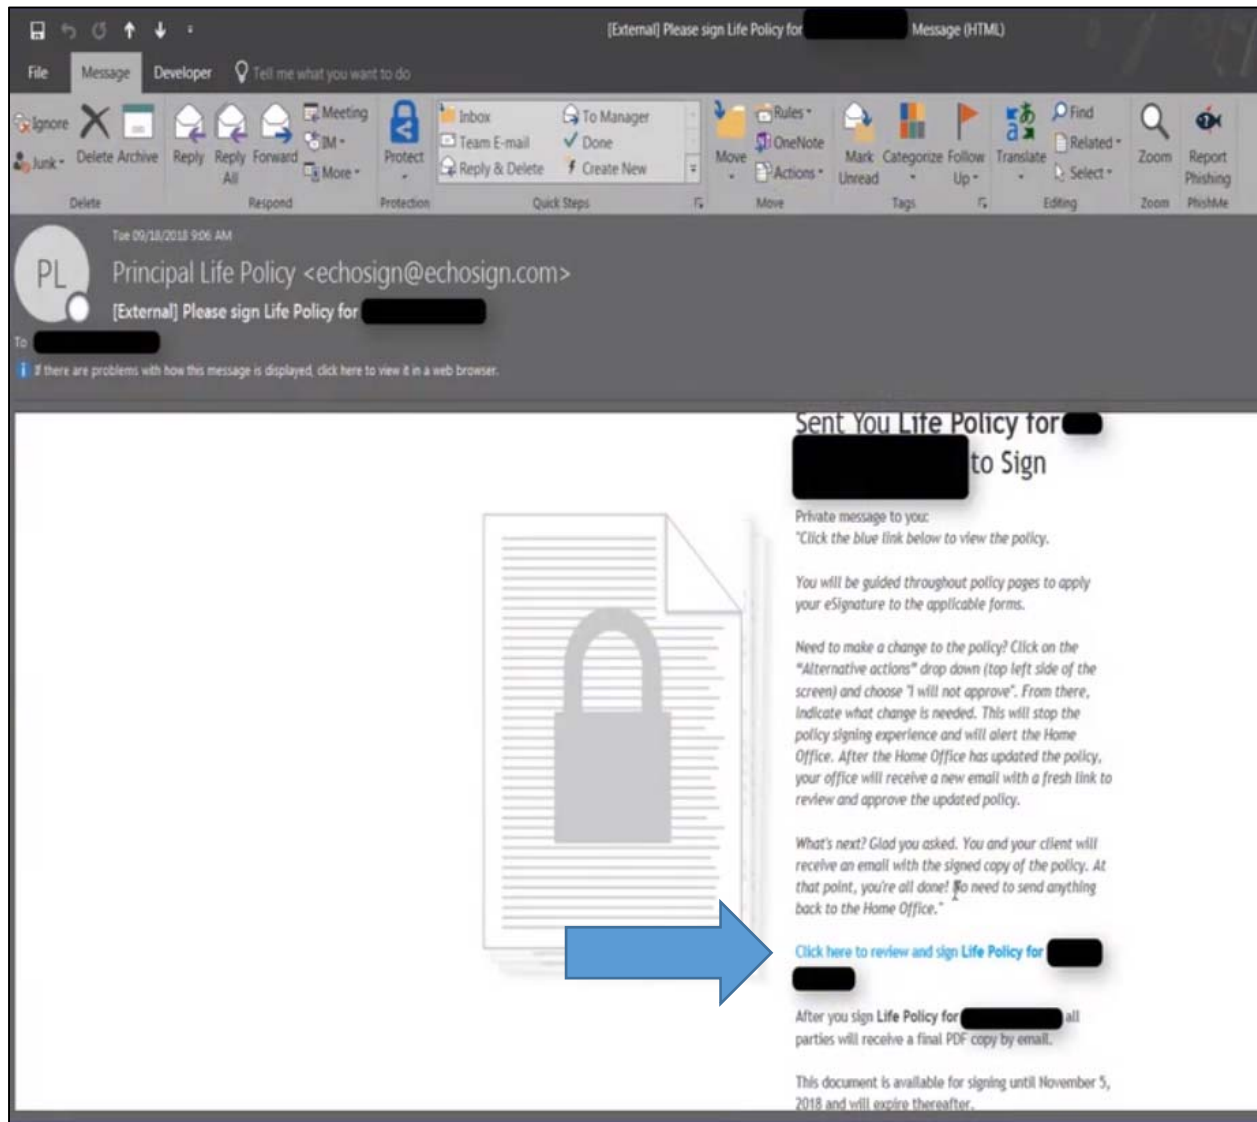 [External] Please sign Life Policy for Message (HTML)
File Message Developer Tell me what you want to do
Ignore
Junk
Delete Archive
Reply Reply All Forward
Meeting
IM
More
Protect
Inbox To Manager
Team E-mail Done
Reply & Delete Create New
Move
Rules
OneNote
Actions
Mark Unread Categorize Follow Up
Translate
Find
Related
Select
Zoom
Report Phishing
Delete Respond Protection Quick Steps Move Tags Editing Zoom PhishMe
Tue 09/18/2018 9:06 AM
PL
Principal Life Policy <echosign@echosign.com>
[External] Please sign Life Policy for
To
If there are problems with how this message is displayed, click here to view it in a web browser.
Sent You Life Policy for
to Sign
Private message to you:
"Click the blue link below to view the policy.
You will be guided throughout policy pages to apply
your eSignature to the applicable forms.
Need to make a change to the policy? Click on the
"Alternative actions" drop down (top left side of the
screen) and choose "I will not approve". From there,
indicate what change is needed. This will stop the
policy signing experience and will alert the Home
Office. After the Home Office has updated the policy,
your office will receive a new email with a fresh link to
review and approve the updated policy.
What's next? Glad you asked. You and your client will
receive an email with the signed copy of the policy. At
that point, you're all done! No need to send anything
back to the Home Office."
Click here to review and sign Life Policy for
After you sign Life Policy for all
parties will receive a final PDF copy by email.
This document is available for signing until November 5,
2018 and will expire thereafter.